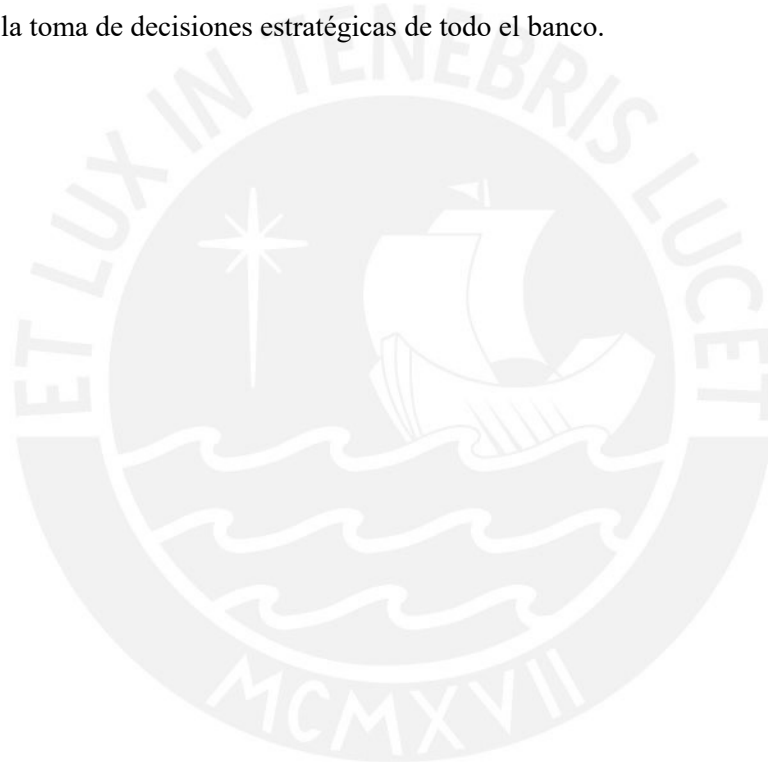 la toma de decisiones estratégicas de todo el banco.
ET LUX IN TENEBRIS LUCET
MCMXVII